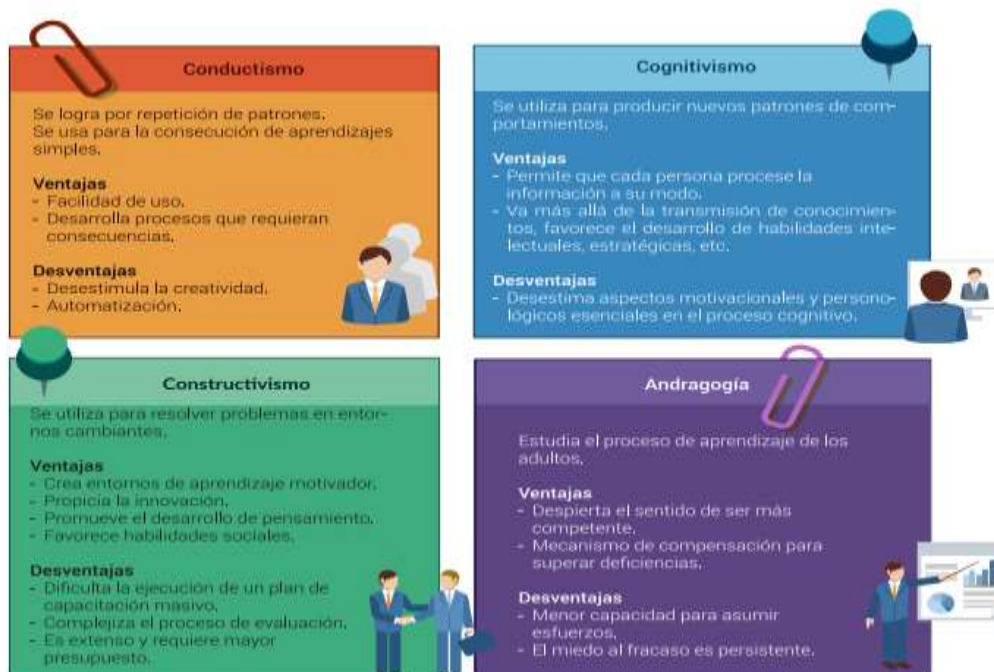 Conductismo
Se logra por repetición de patrones.
Se usa para la consecución de aprendizajes
simples.
Ventajas
- Facilidad de uso.
- Desarrolla procesos que requieran
consecuencias.
Desventajas
- Desestimula la creatividad.
- Automatización.
Cognitivismo
Se utiliza para producir nuevos patrones de com-
portamientos.
Ventajas
- Permite que cada persona procese la
información a su modo.
- Va más allá de la transmisión de conocimien-
tos, favorece el desarrollo de habilidades inte-
lectuales, estratégicas, etc.
Desventajas
- Desestima aspectos motivacionales y persono-
lógicos esenciales en el proceso cognitivo.
Constructivismo
Se utiliza para resolver problemas en entor-
nos cambiantes.
Ventajas
- Crea entornos de aprendizaje motivador.
- Propicia la innovación.
- Promueve el desarrollo de pensamiento.
- Favorece habilidades sociales.
Desventajas
- Dificulta la ejecución de un plan de
capacitación masivo.
- Complejiza el proceso de evaluación.
- Es extenso y requiere mayor
presupuesto.
Andragogía
Estudia el proceso de aprendizaje de los
adultos.
Ventajas
- Despierta el sentido de ser más
competente.
- Mecanismo de compensación para
superar deficiencias.
Desventajas
- Menor capacidad para asumir
esfuerzos.
- El miedo al fracaso es persistente.